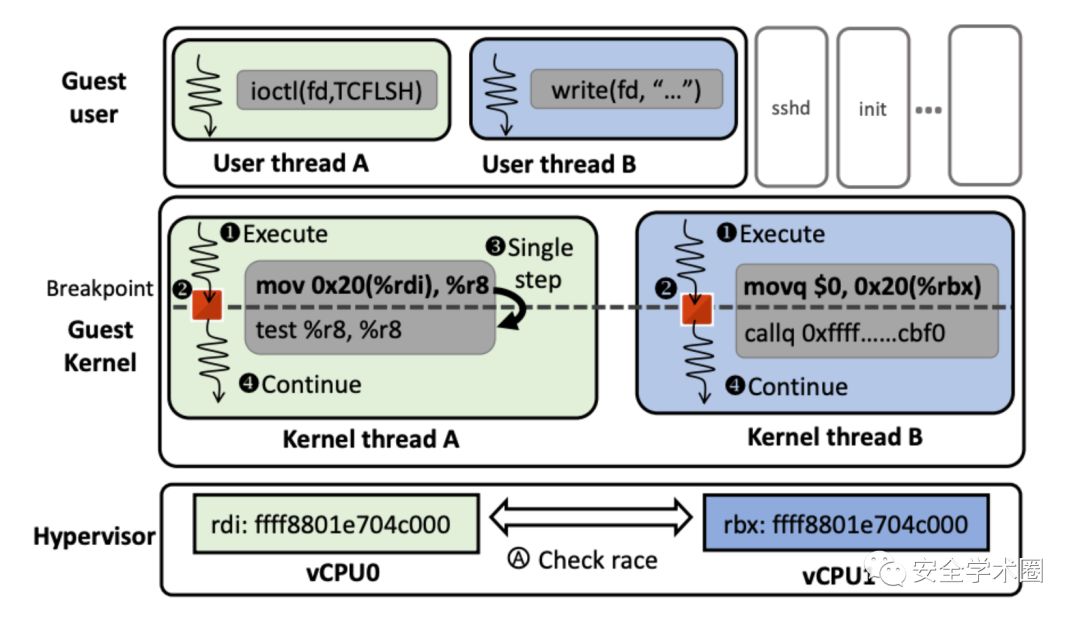 Guest
user
ioctl(fd,TCFLSH)
User thread A
write(fd, “…”)
User thread B
sshd
init
...
Breakpoint
Guest
Kernel
❶Execute
❷
mov 0x20(%rdi), %r8
test %r8, %r8
❸Single
step
❹Continue
Kernel thread A
❶Execute
❷
movq $0, 0x20(%rbx)
callq 0xffff……cbf0
❹Continue
Kernel thread B
Hypervisor
rdi: ffff8801e704c000
vCPU0
Ⓐ Check race
rbx: ffff8801e704c000
vCPU1
安全学术圈